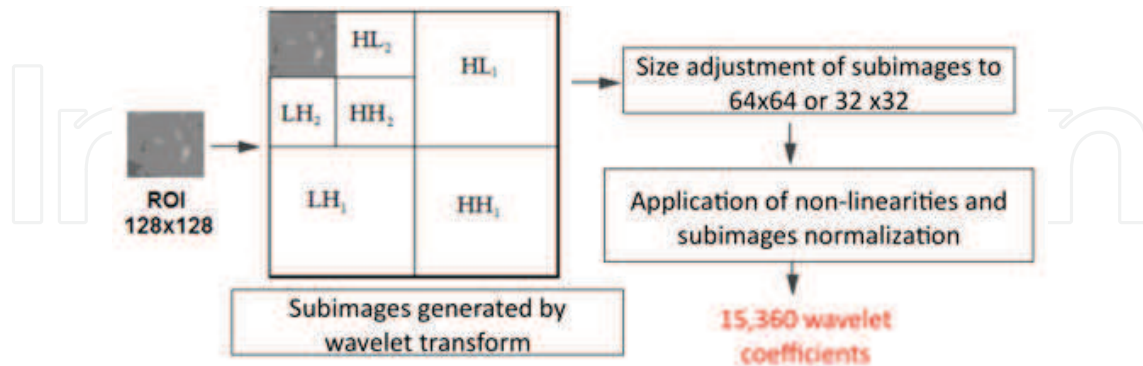 HL₂
HL₁
LH₂ HH₂
LH₁
HH₁
ROI
128x128
Subimages generated by
wavelet transform
Size adjustment of subimages to
64x64 or 32 x32
Application of non-linearities and
subimages normalization
15,360 wavelet
coefficients